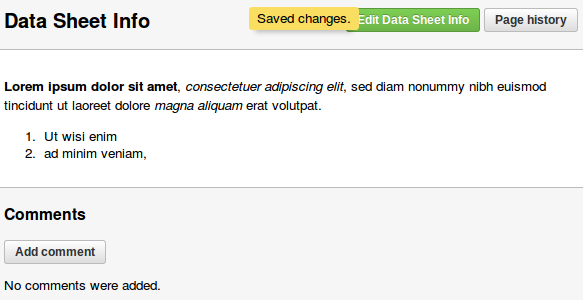 Data Sheet Info
Saved changes.
Edit Data Sheet Info
Page history
Lorem ipsum dolor sit amet, consectetuer adipiscing elit, sed diam nonummy nibh euismod
tincidunt ut laoreet dolore magna aliquam erat volutpat.
1. Ut wisi enim
2. ad minim veniam,
Comments
Add comment
No comments were added.